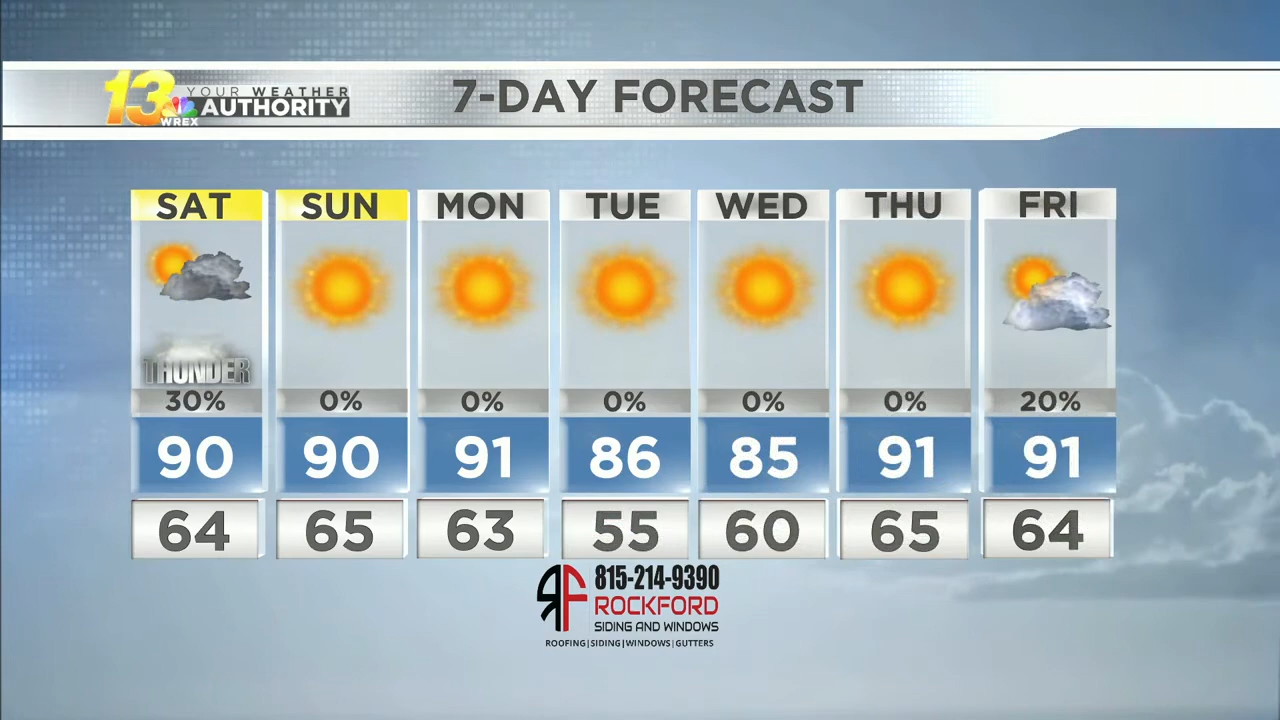 13 WREX
YOUR WEATHER
AUTHORITY
7-DAY FORECAST
SAT SUN MON TUE WED THU FRI
THUNDER
30% 0% 0% 0% 0% 0% 20%
90 90 91 86 85 91 91
64 65 63 55 60 65 64
RF
815-214-9390
ROCKFORD
SIDING AND WINDOWS
ROOFING|SIDING|WINDOWS|GUTTERS